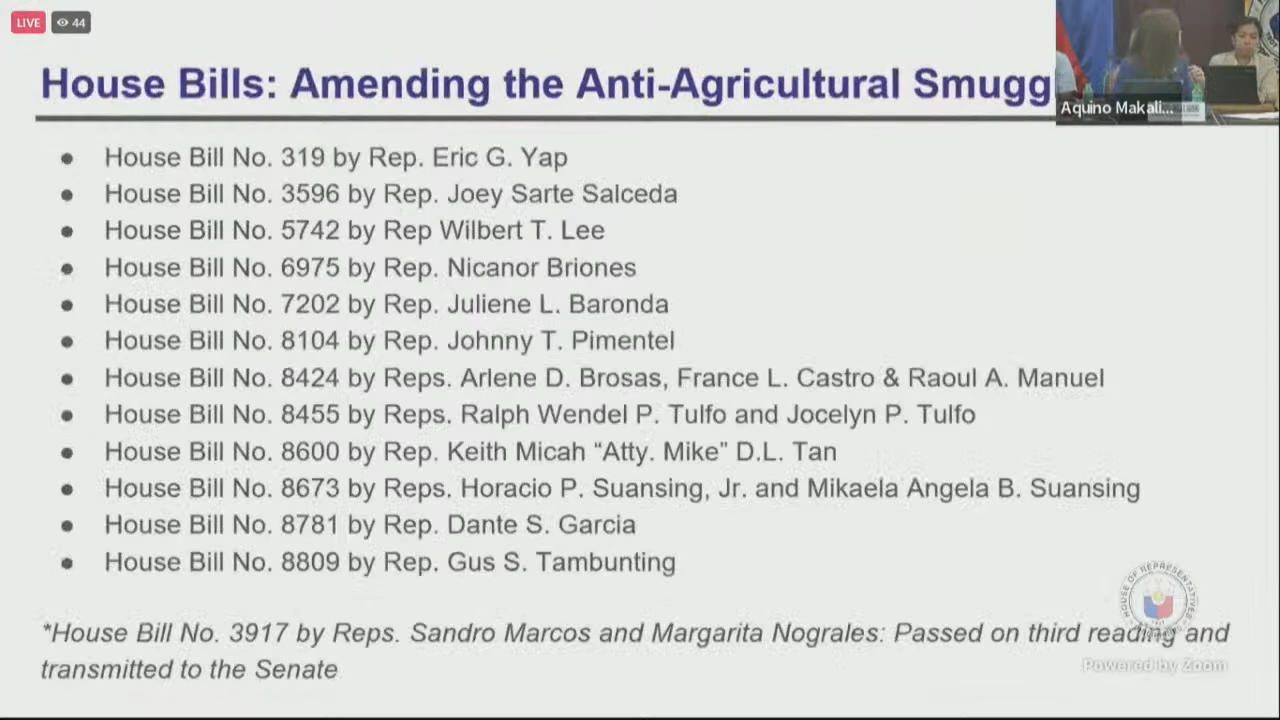 LIVE 44
House Bills: Amending the Anti-Agricultural Smugg
Aquino Makali...
• House Bill No. 319 by Rep. Eric G. Yap
• House Bill No. 3596 by Rep. Joey Sarte Salceda
• House Bill No. 5742 by Rep Wilbert T. Lee
• House Bill No. 6975 by Rep. Nicanor Briones
• House Bill No. 7202 by Rep. Juliene L. Baronda
• House Bill No. 8104 by Rep. Johnny T. Pimentel
• House Bill No. 8424 by Reps. Arlene D. Brosas, France L. Castro & Raoul A. Manuel
• House Bill No. 8455 by Reps. Ralph Wendel P. Tulfo and Jocelyn P. Tulfo
• House Bill No. 8600 by Rep. Keith Micah “Atty. Mike” D.L. Tan
• House Bill No. 8673 by Reps. Horacio P. Suansing, Jr. and Mikaela Angela B. Suansing
• House Bill No. 8781 by Rep. Dante S. Garcia
• House Bill No. 8809 by Rep. Gus S. Tambunting
HOUSE OF REPRESENTATIVES
*House Bill No. 3917 by Reps. Sandro Marcos and Margarita Nograles: Passed on third reading and
transmitted to the Senate
Powered by Zoom